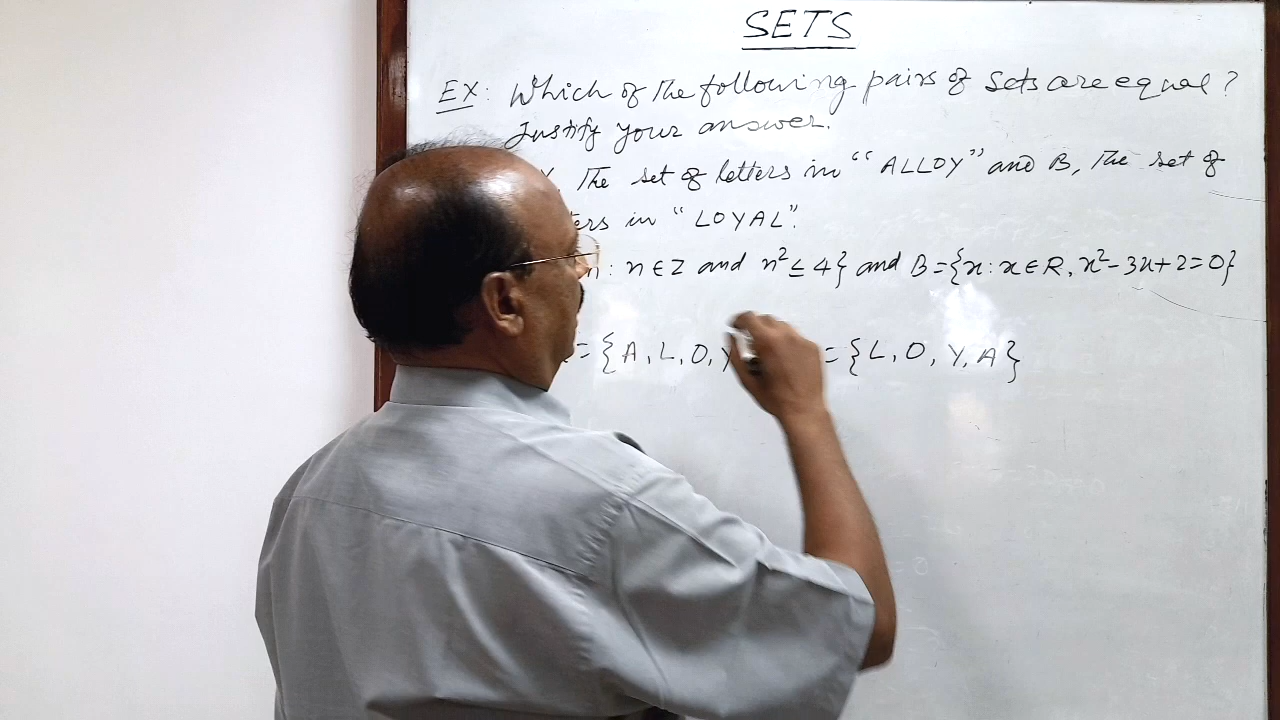 SETS
EX: Which of the following pairs of sets are equal?
Justify your answer.
The set of letters in "ALLOY" and B, The set of
ters in "LOYAL".
n: n∈Z and n²≤4} and B={x: x∈R, x²-3x+2=0}
={A, L, O, Y = {L, O, Y, A}